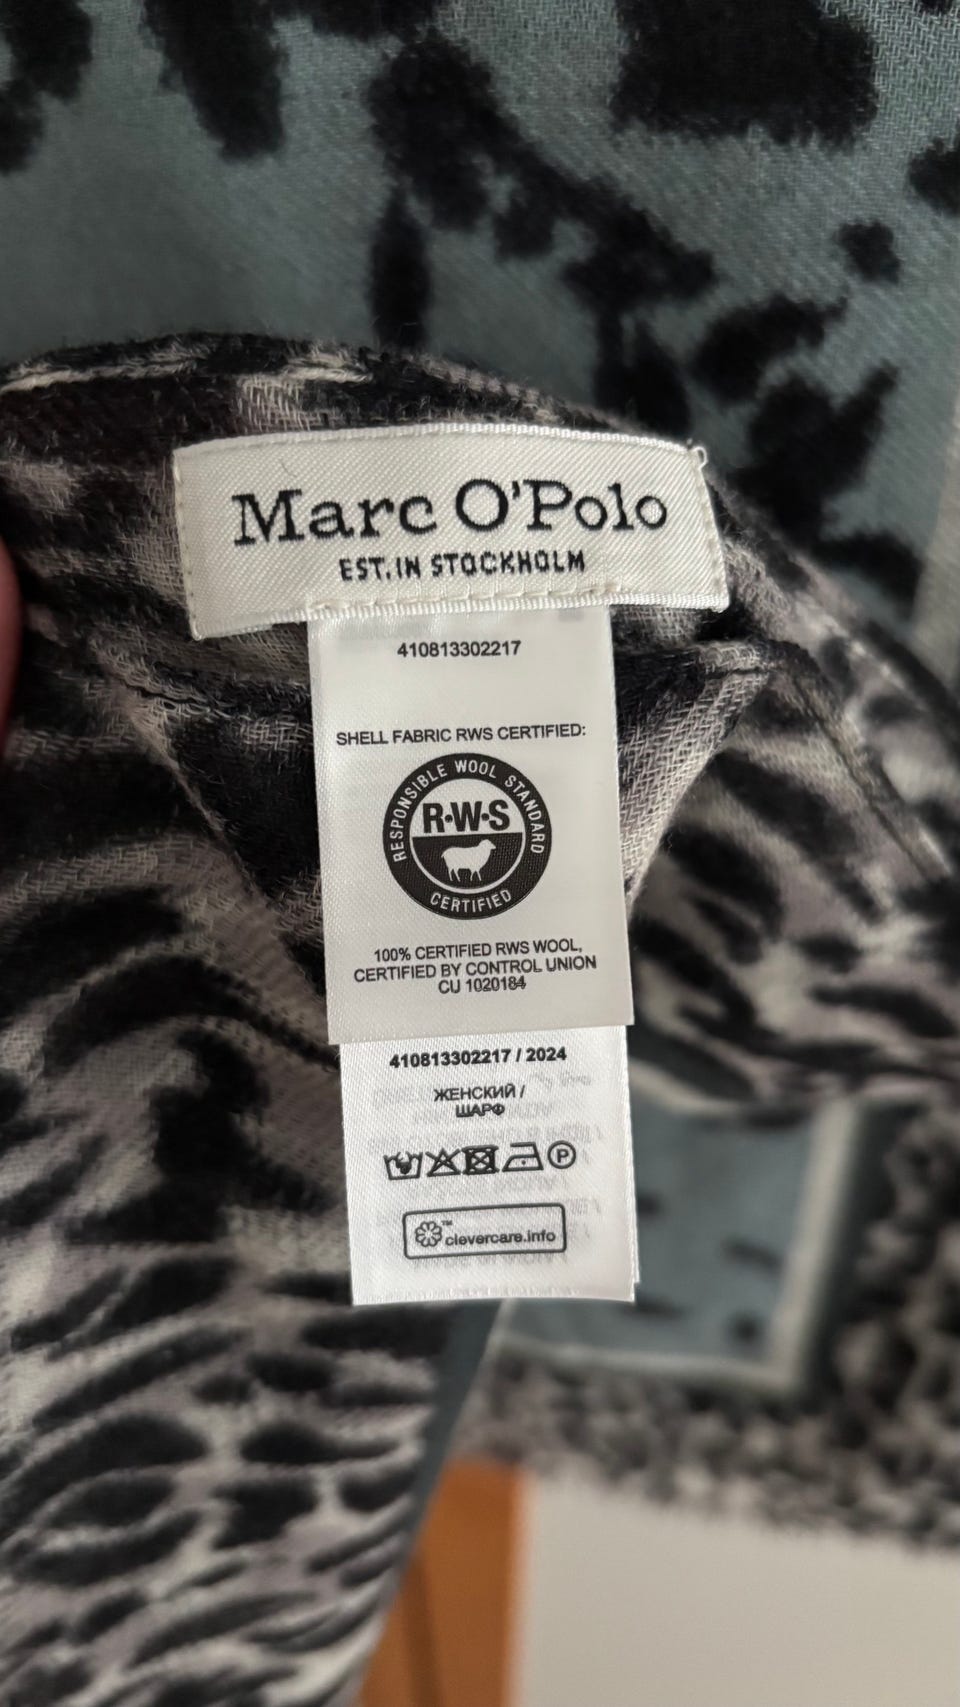 Marc O'Polo
EST. IN STOCKHOLM
410813302217
SHELL FABRIC RWS CERTIFIED:
RESPONSIBLE WOOL STANDARD
R·W·S
CERTIFIED
100% CERTIFIED RWS WOOL,
CERTIFIED BY CONTROL UNION
CU 1020184
410813302217 / 2024
ЖЕНСКИЙ /
ШАРФ
P
clevercare.info